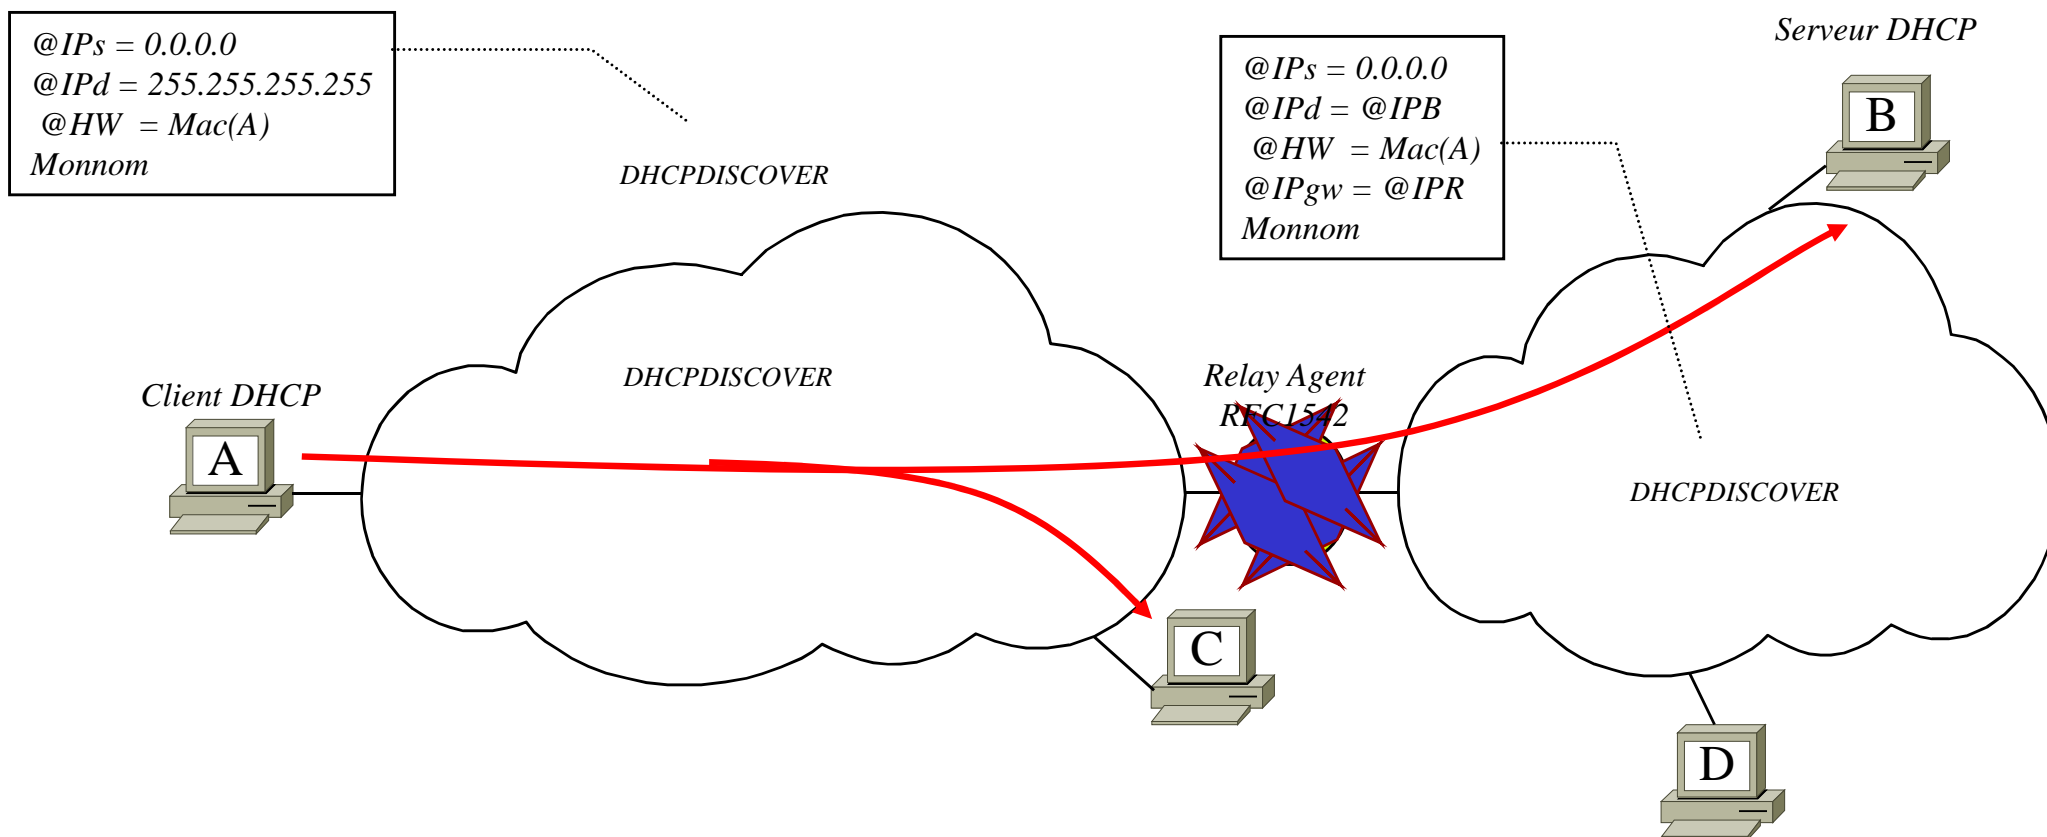 @IPs = 0.0.0.0
@IPd = 255.255.255.255
@HW = Mac(A)
Monnom
DHCPDISCOVER
@IPs = 0.0.0.0
@IPd = @IPB
@HW = Mac(A)
@IPgw = @IPR
Monnom
Serveur DHCP
B
DHCPDISCOVER
Client DHCP
A
Relay Agent
RFC1542
DHCPDISCOVER
C
D